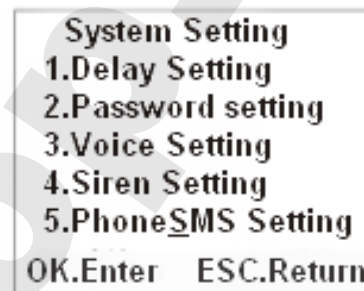 System Setting
1.Delay Setting
2.Password setting
3.Voice Setting
4.Siren Setting
5.PhoneSMS Setting
OK.Enter ESC.Return